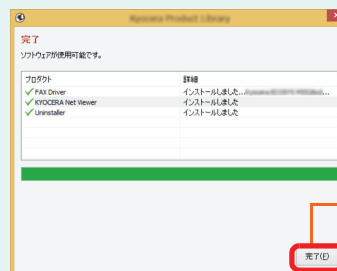 Kyocera Product Library
完了
ソフトウェアが使用可能です。
プロダクト 詳細
FAX Driver インストールしました...
KYOCERA Net Viewer インストールしました
Uninstaller インストールしました
完了(F)